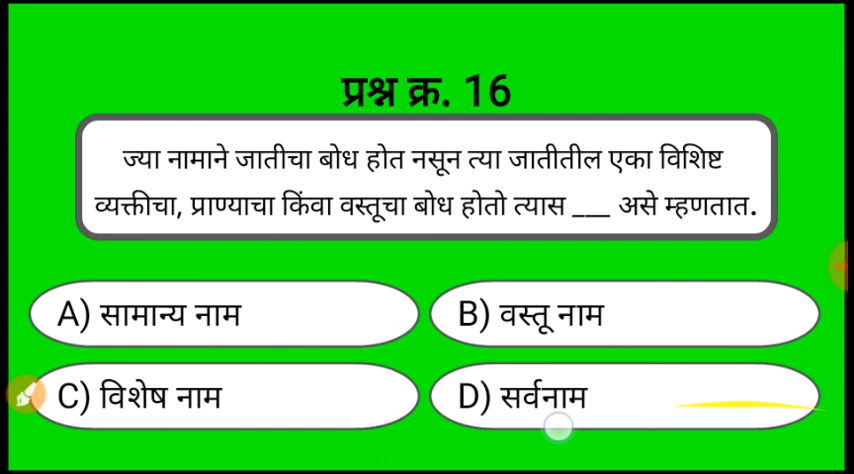 प्रश्न क्र. 16
ज्या नामाने जातीचा बोध होत नसून त्या जातीतील एका विशिष्ट
व्यक्तीचा, प्राण्याचा किंवा वस्तूचा बोध होतो त्यास ___ असे म्हणतात.
A) सामान्य नाम
B) वस्तू नाम
C) विशेष नाम
D) सर्वनाम